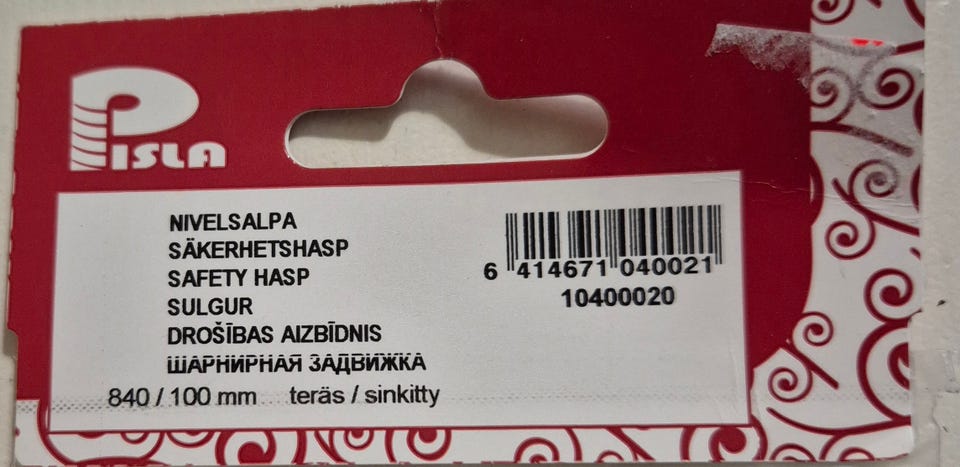 PISLA
NIVELSALPA
SÄKERHETSHASP
SAFETY HASP
SULGUR
DROŠĪBAS AIZBĪDNIS
ШАРНИРНАЯ ЗАДВИЖКА
840 / 100 mm teräs / sinkitty
6 414671 040021
10400020